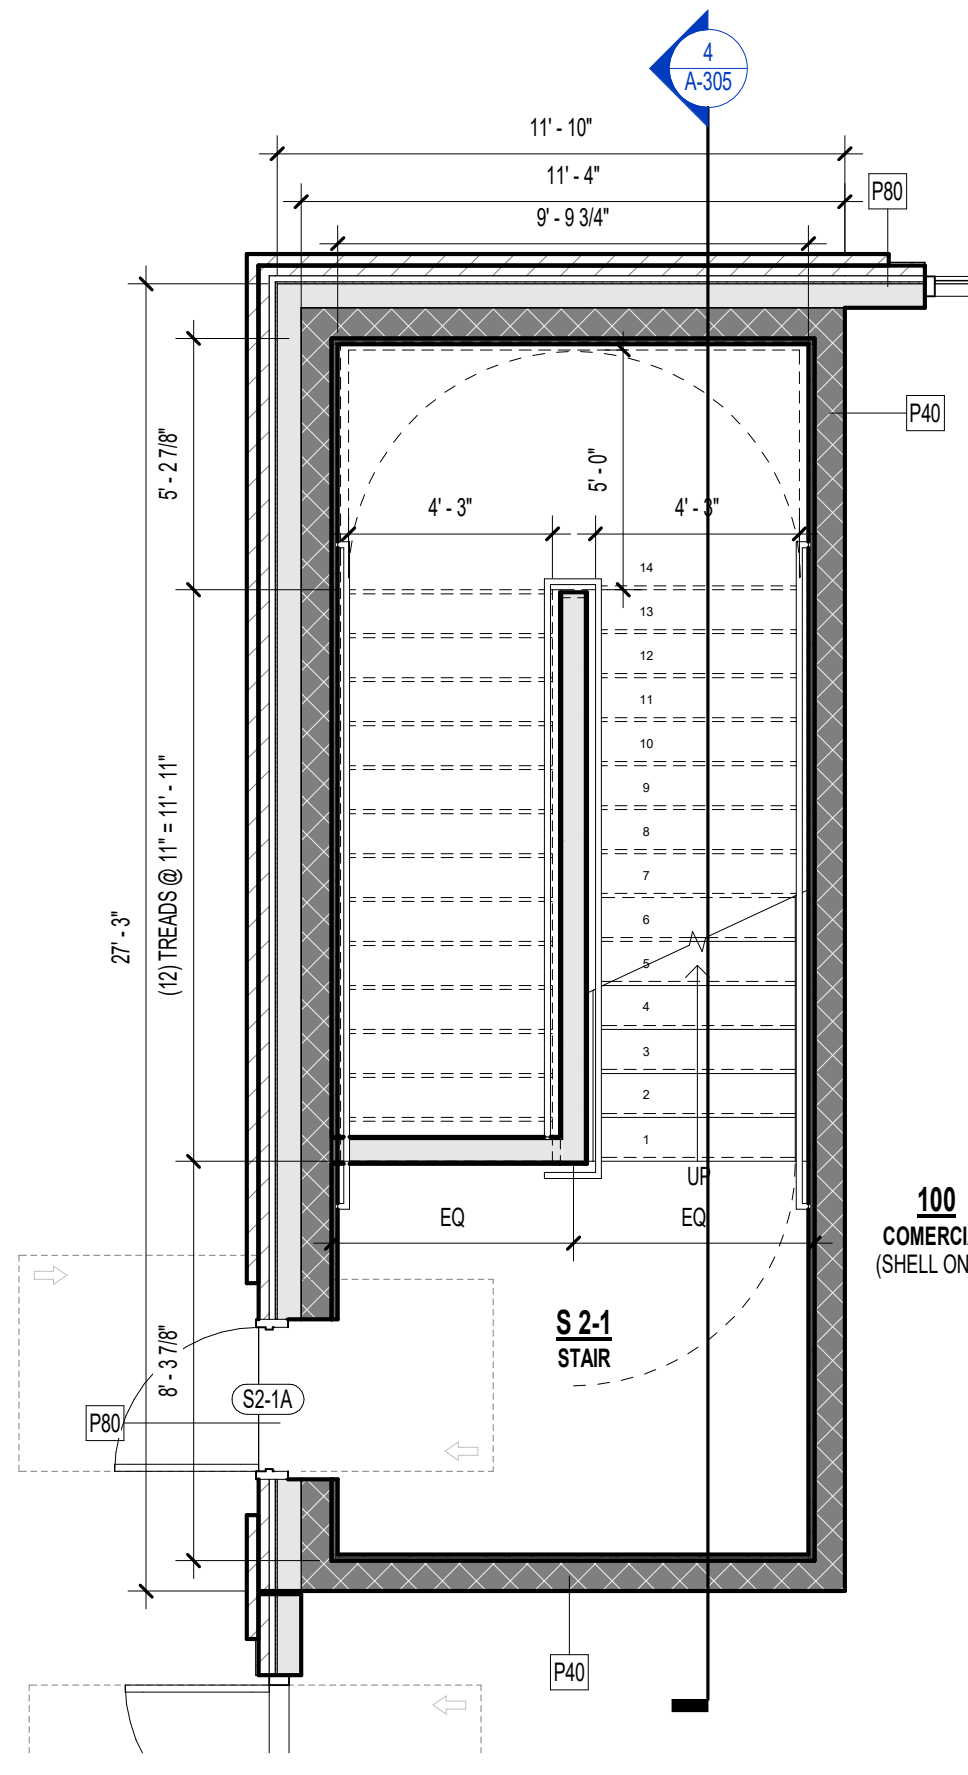 4
A-305
11' - 10"
11' - 4"
P80
9' - 9 3/4"
P40
5' - 2 7/8"
5' - 0"
4' - 3"
4' - 3"
14
13
12
11
10
9
8
7
6
5
4
3
2
1
(12) TREADS @ 11" = 11' - 11"
27' - 3"
UP
EQ
EQ
100
COMERCIA
(SHELL ON
S 2-1
STAIR
8' - 3 7/8"
S2-1A
P80
P40